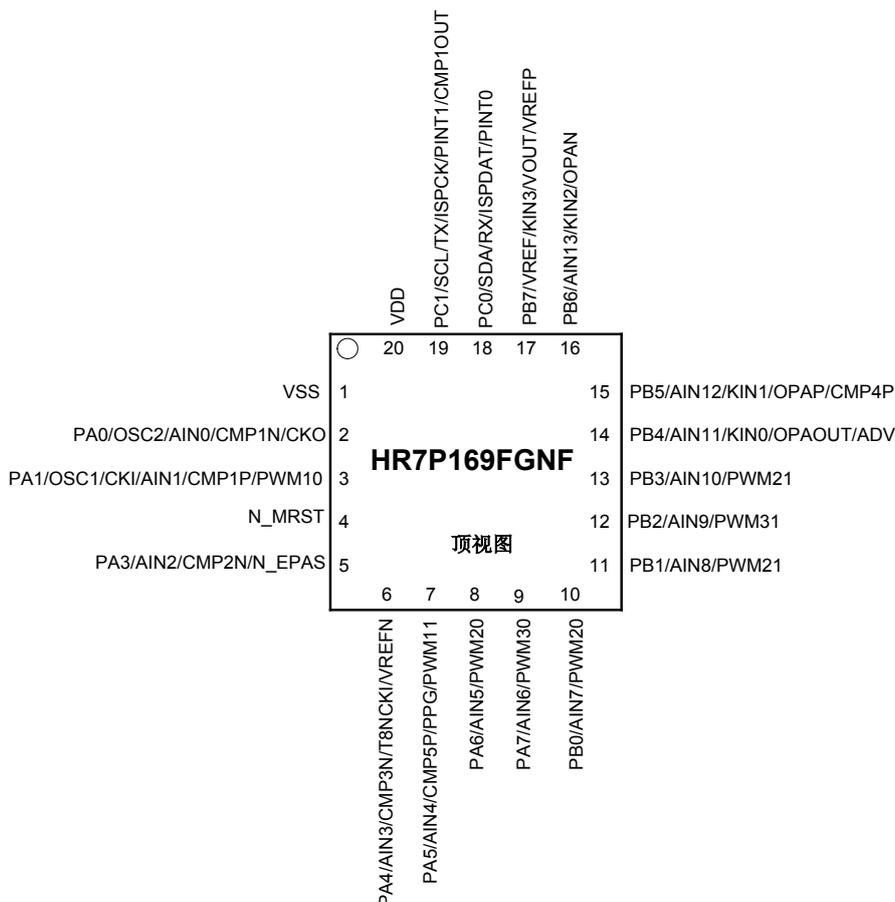 PC1/SCL/TX/ISPCK/PINT1/CMP1OUT
PC0/SDA/RX/ISPDAT/PINT0
PB7/VREF/KIN3/VOUT/VREFP
PB6/AIN13/KIN2/OPAN
VDD
20 19 18 17 16
VSS 1
15 PB5/AIN12/KIN1/OPAP/CMP4P
PA0/OSC2/AIN0/CMP1N/CKO 2
14 PB4/AIN11/KIN0/OPAOUT/ADV
HR7P169FGNF
PA1/OSC1/CKI/AIN1/CMP1P/PWM10 3
13 PB3/AIN10/PWM21
N_MRST 4
12 PB2/AIN9/PWM31
顶视图
PA3/AIN2/CMP2N/N_EPAS 5
11 PB1/AIN8/PWM21
6 7 8 9 10
PA4/AIN3/CMP3N/T8NCKI/VREFN
PA5/AIN4/CMP5P/PPG/PWM11
PA6/AIN5/PWM20
PA7/AIN6/PWM30
PB0/AIN7/PWM20